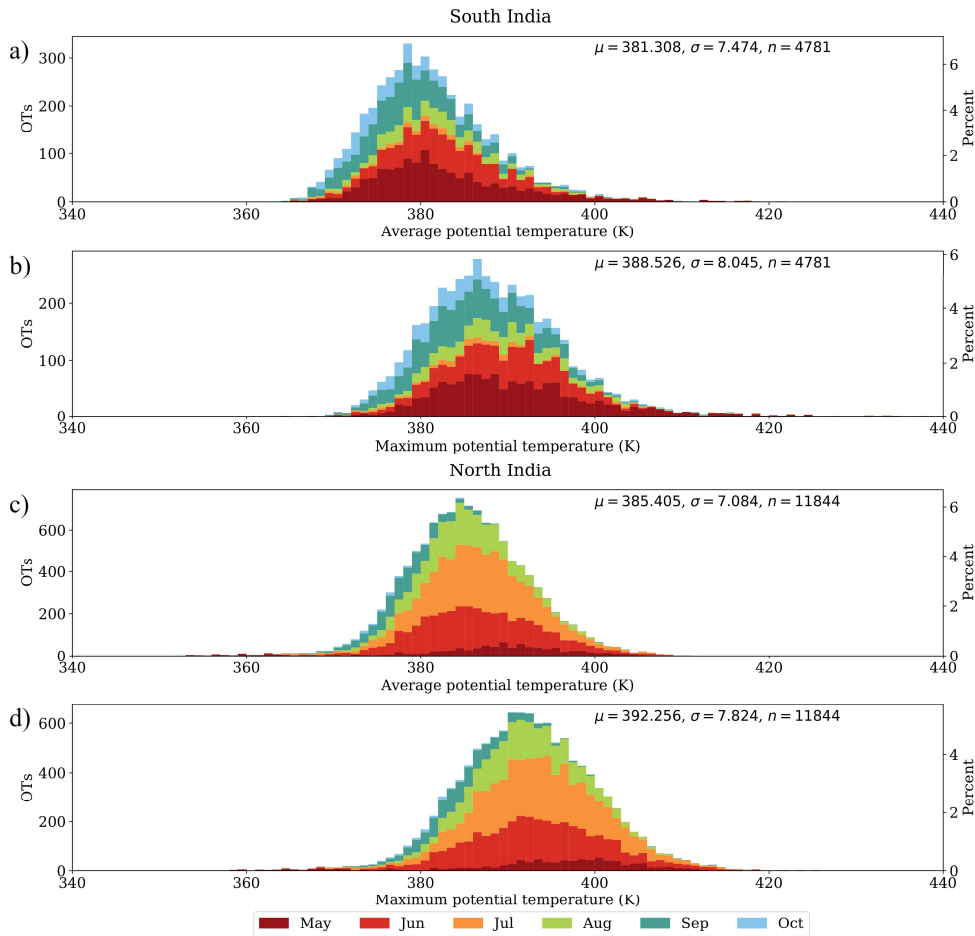 South India
a)
μ = 381.308, σ = 7.474, n = 4781
300
200
100
0
OTs
6
4
2
0
Percent
340 360 380 400 420 440
Average potential temperature (K)
b)
μ = 388.526, σ = 8.045, n = 4781
200
100
0
OTs
6
4
2
0
Percent
340 360 380 400 420 440
Maximum potential temperature (K)
North India
c)
μ = 385.405, σ = 7.084, n = 11844
600
400
200
0
OTs
6
4
2
0
Percent
340 360 380 400 420 440
Average potential temperature (K)
d)
μ = 392.256, σ = 7.824, n = 11844
600
400
200
0
OTs
4
2
0
Percent
340 360 380 400 420 440
Maximum potential temperature (K)
May Jun Jul Aug Sep Oct